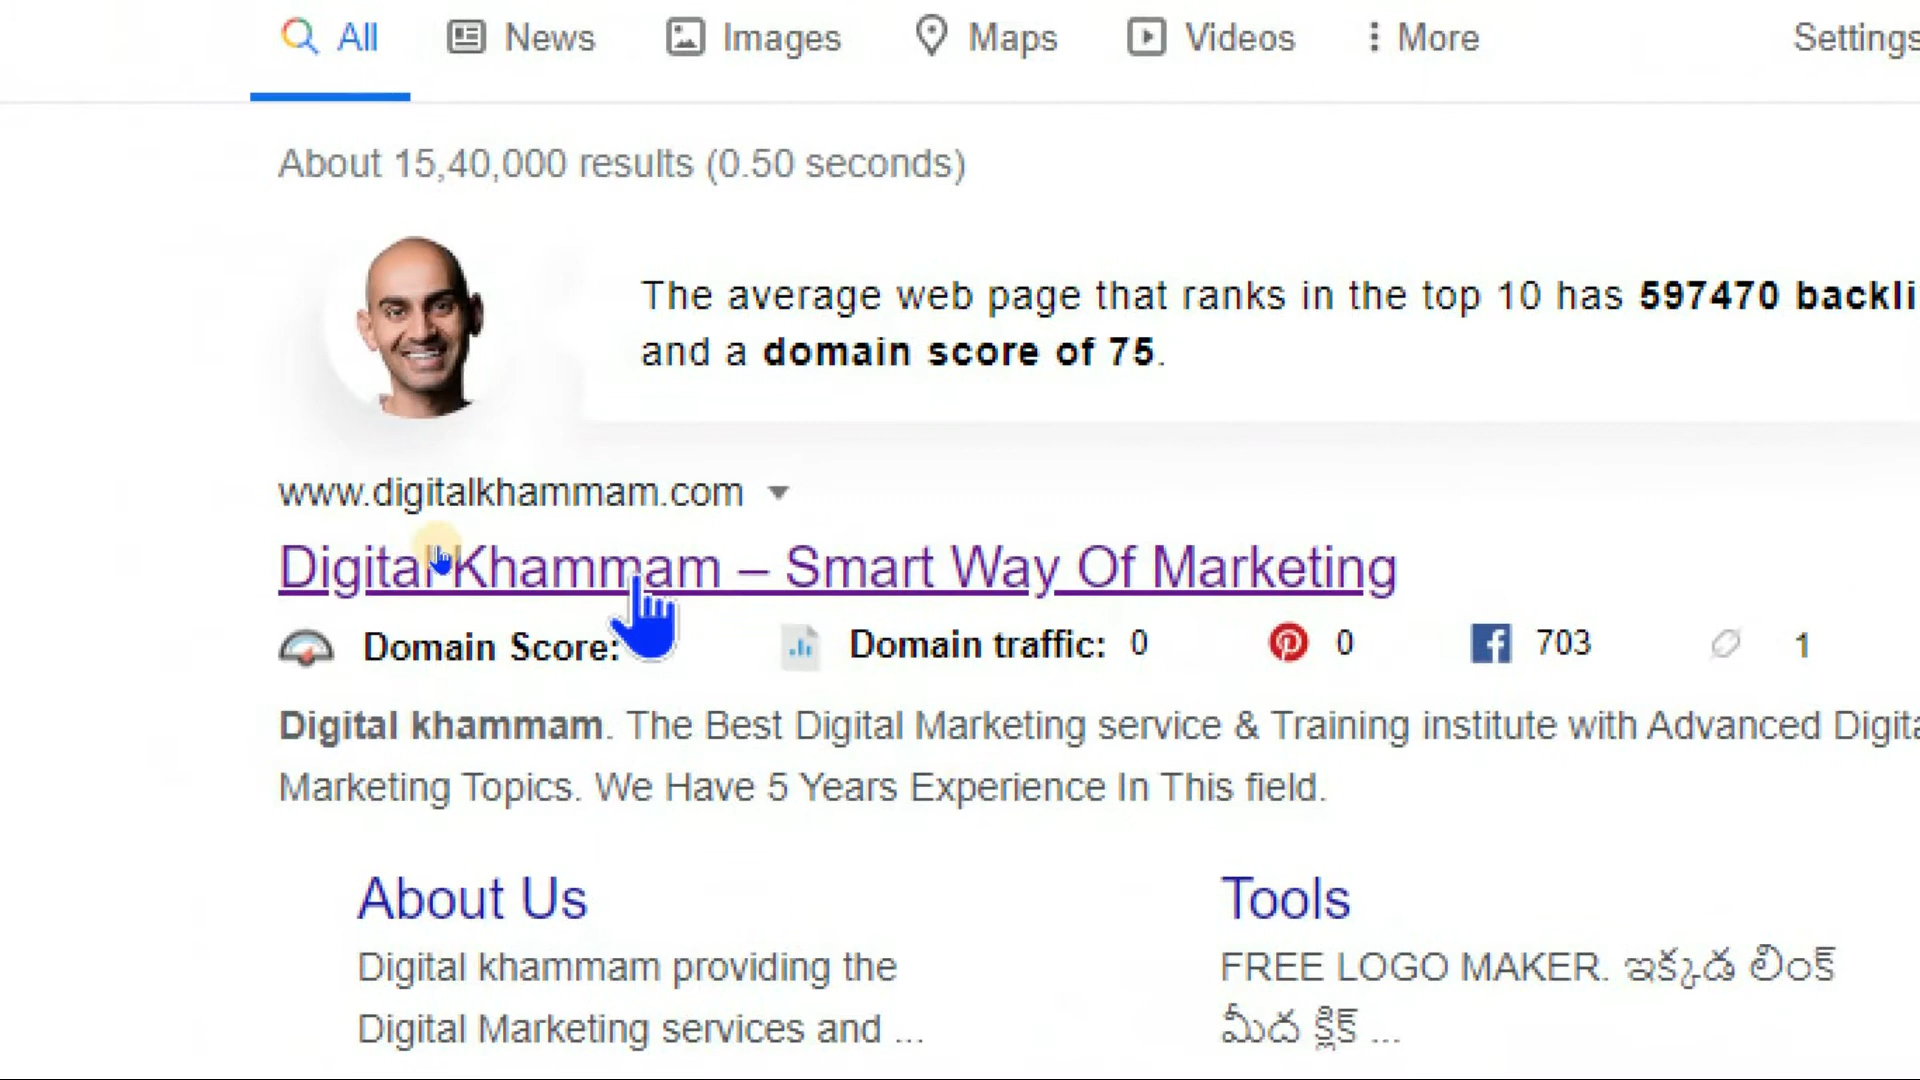 All News Images Maps Videos More Settings
About 15,40,000 results (0.50 seconds)
The average web page that ranks in the top 10 has 597470 backli
and a domain score of 75.
www.digitalkhammam.com
Digital Khammam – Smart Way Of Marketing
Domain Score: Domain traffic: 0 0 703 1
Digital khammam. The Best Digital Marketing service & Training institute with Advanced Digita
Marketing Topics. We Have 5 Years Experience In This field.
About Us
Digital khammam providing the
Digital Marketing services and ...
Tools
FREE LOGO MAKER. ఇక్కడ లింక్
మీద క్లిక్ ...